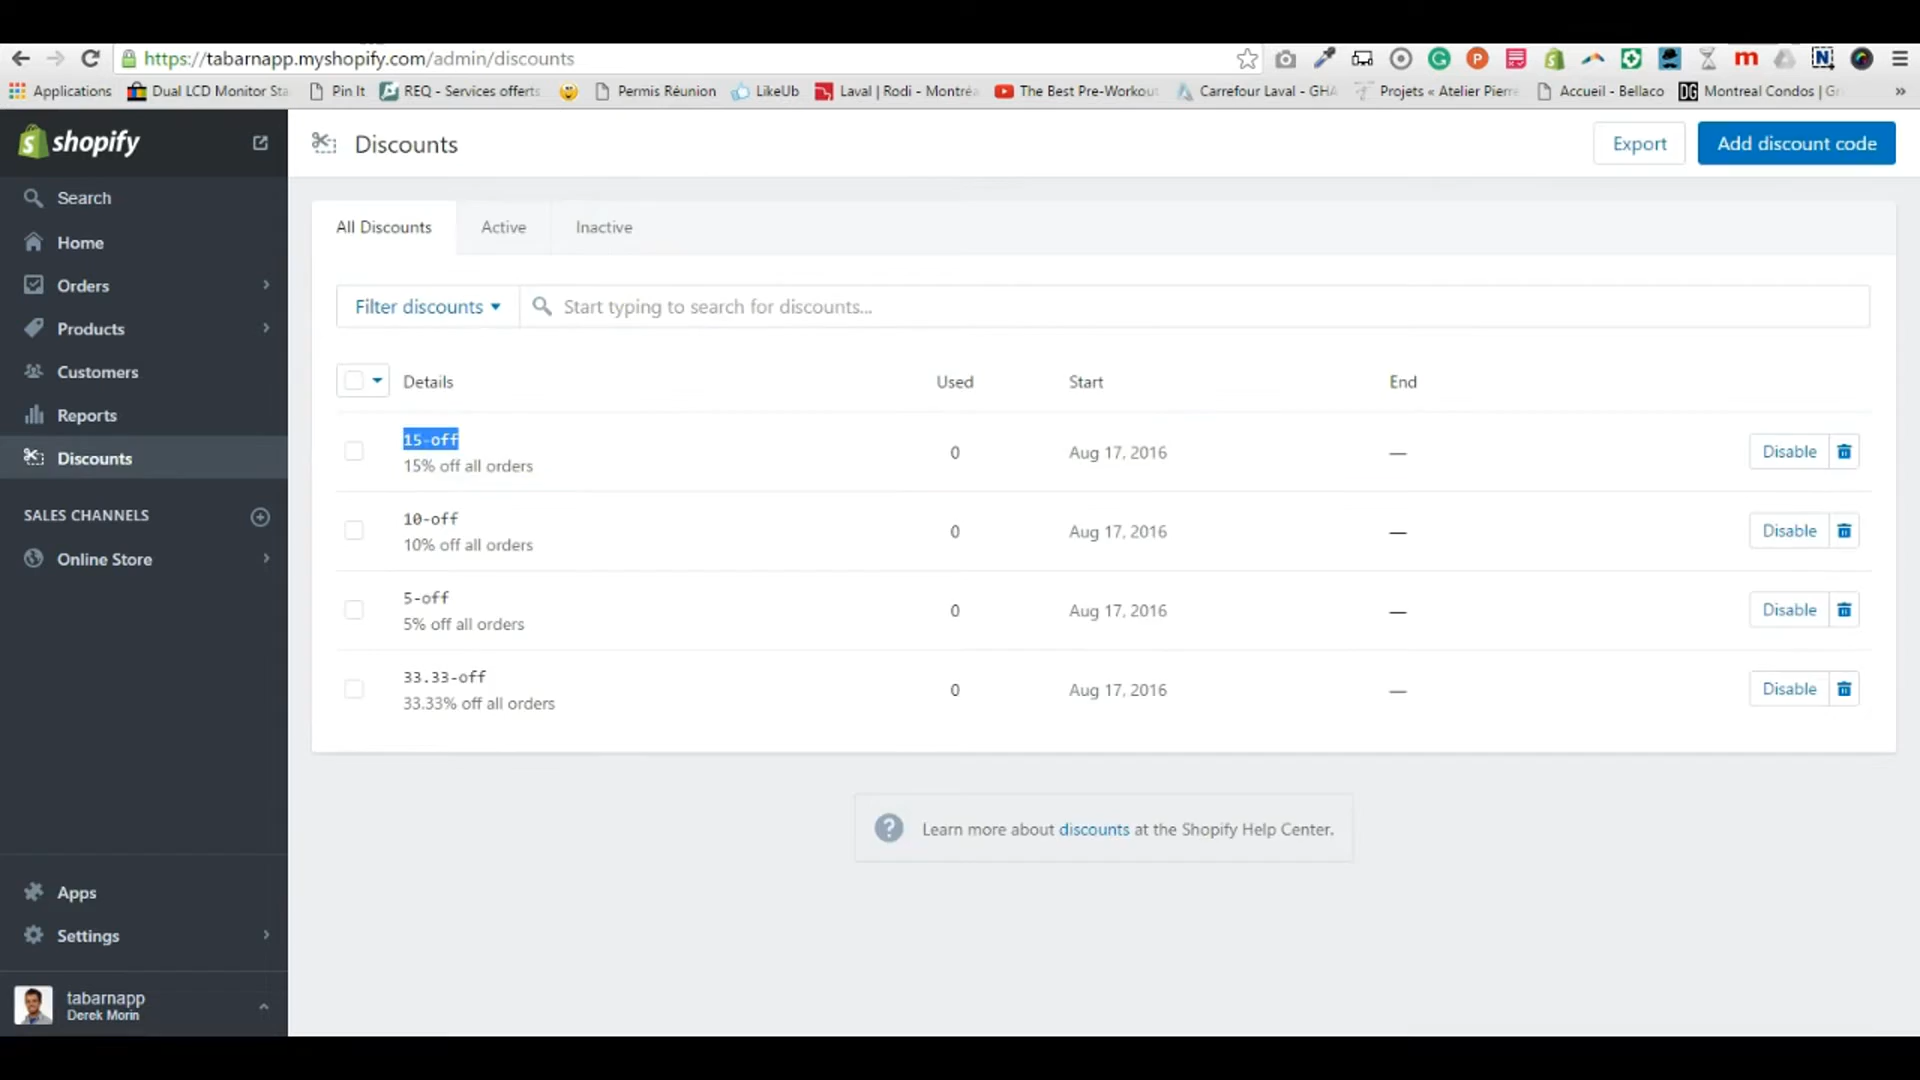 https://tabarnapp.myshopify.com/admin/discounts
Applications
Dual LCD Monitor Sta
Pin It
REQ - Services offerts
Permis Réunion
LikeUb
Laval | Rodi - Montréa
The Best Pre-Workout
Carrefour Laval - GHA
Projets « Atelier Pierre
Accueil - Bellaco
DG
Montreal Condos | Gr
»
shopify
Discounts
Export
Add discount code
Search
Home
Orders
Products
Customers
Reports
Discounts
SALES CHANNELS
Online Store
Apps
Settings
tabarnapp
Derek Morin
All Discounts
Active
Inactive
Filter discounts
Start typing to search for discounts...
Details
Used
Start
End
15-off
15% off all orders
0
Aug 17, 2016
—
Disable
10-off
10% off all orders
0
Aug 17, 2016
—
Disable
5-off
5% off all orders
0
Aug 17, 2016
—
Disable
33.33-off
33.33% off all orders
0
Aug 17, 2016
—
Disable
Learn more about discounts at the Shopify Help Center.